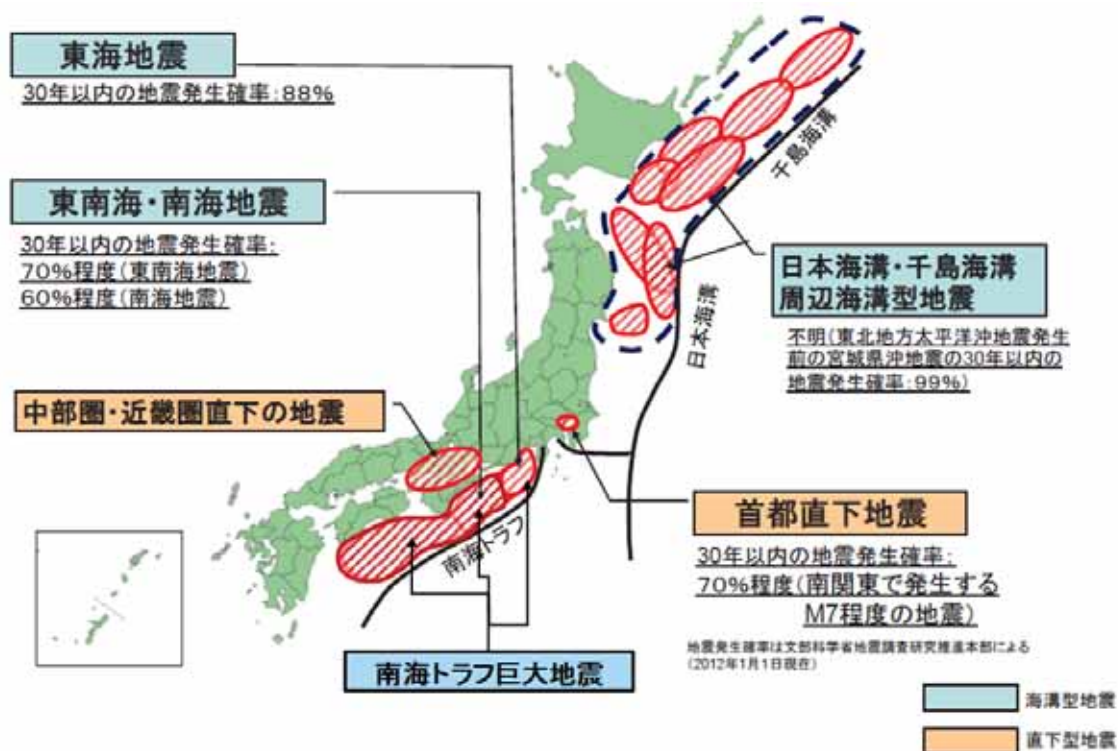 東海地震
30年以内の地震発生確率:88%
東南海・南海地震
30年以内の地震発生確率:
70%程度(東南海地震)
60%程度(南海地震)
中部圏・近畿圏直下の地震
千島海溝
日本海溝・千島海溝
周辺海溝型地震
不明(東北地方太平洋沖地震発生
前の宮城県沖地震の30年以内の
地震発生確率:99%)
日本海溝
首都直下地震
30年以内の地震発生確率:
70%程度(南関東で発生する
M7程度の地震)
地震発生確率は文部科学省地震調査研究推進本部による
(2012年1月1日現在)
南海トラフ
南海トラフ巨大地震
海溝型地震
直下型地震